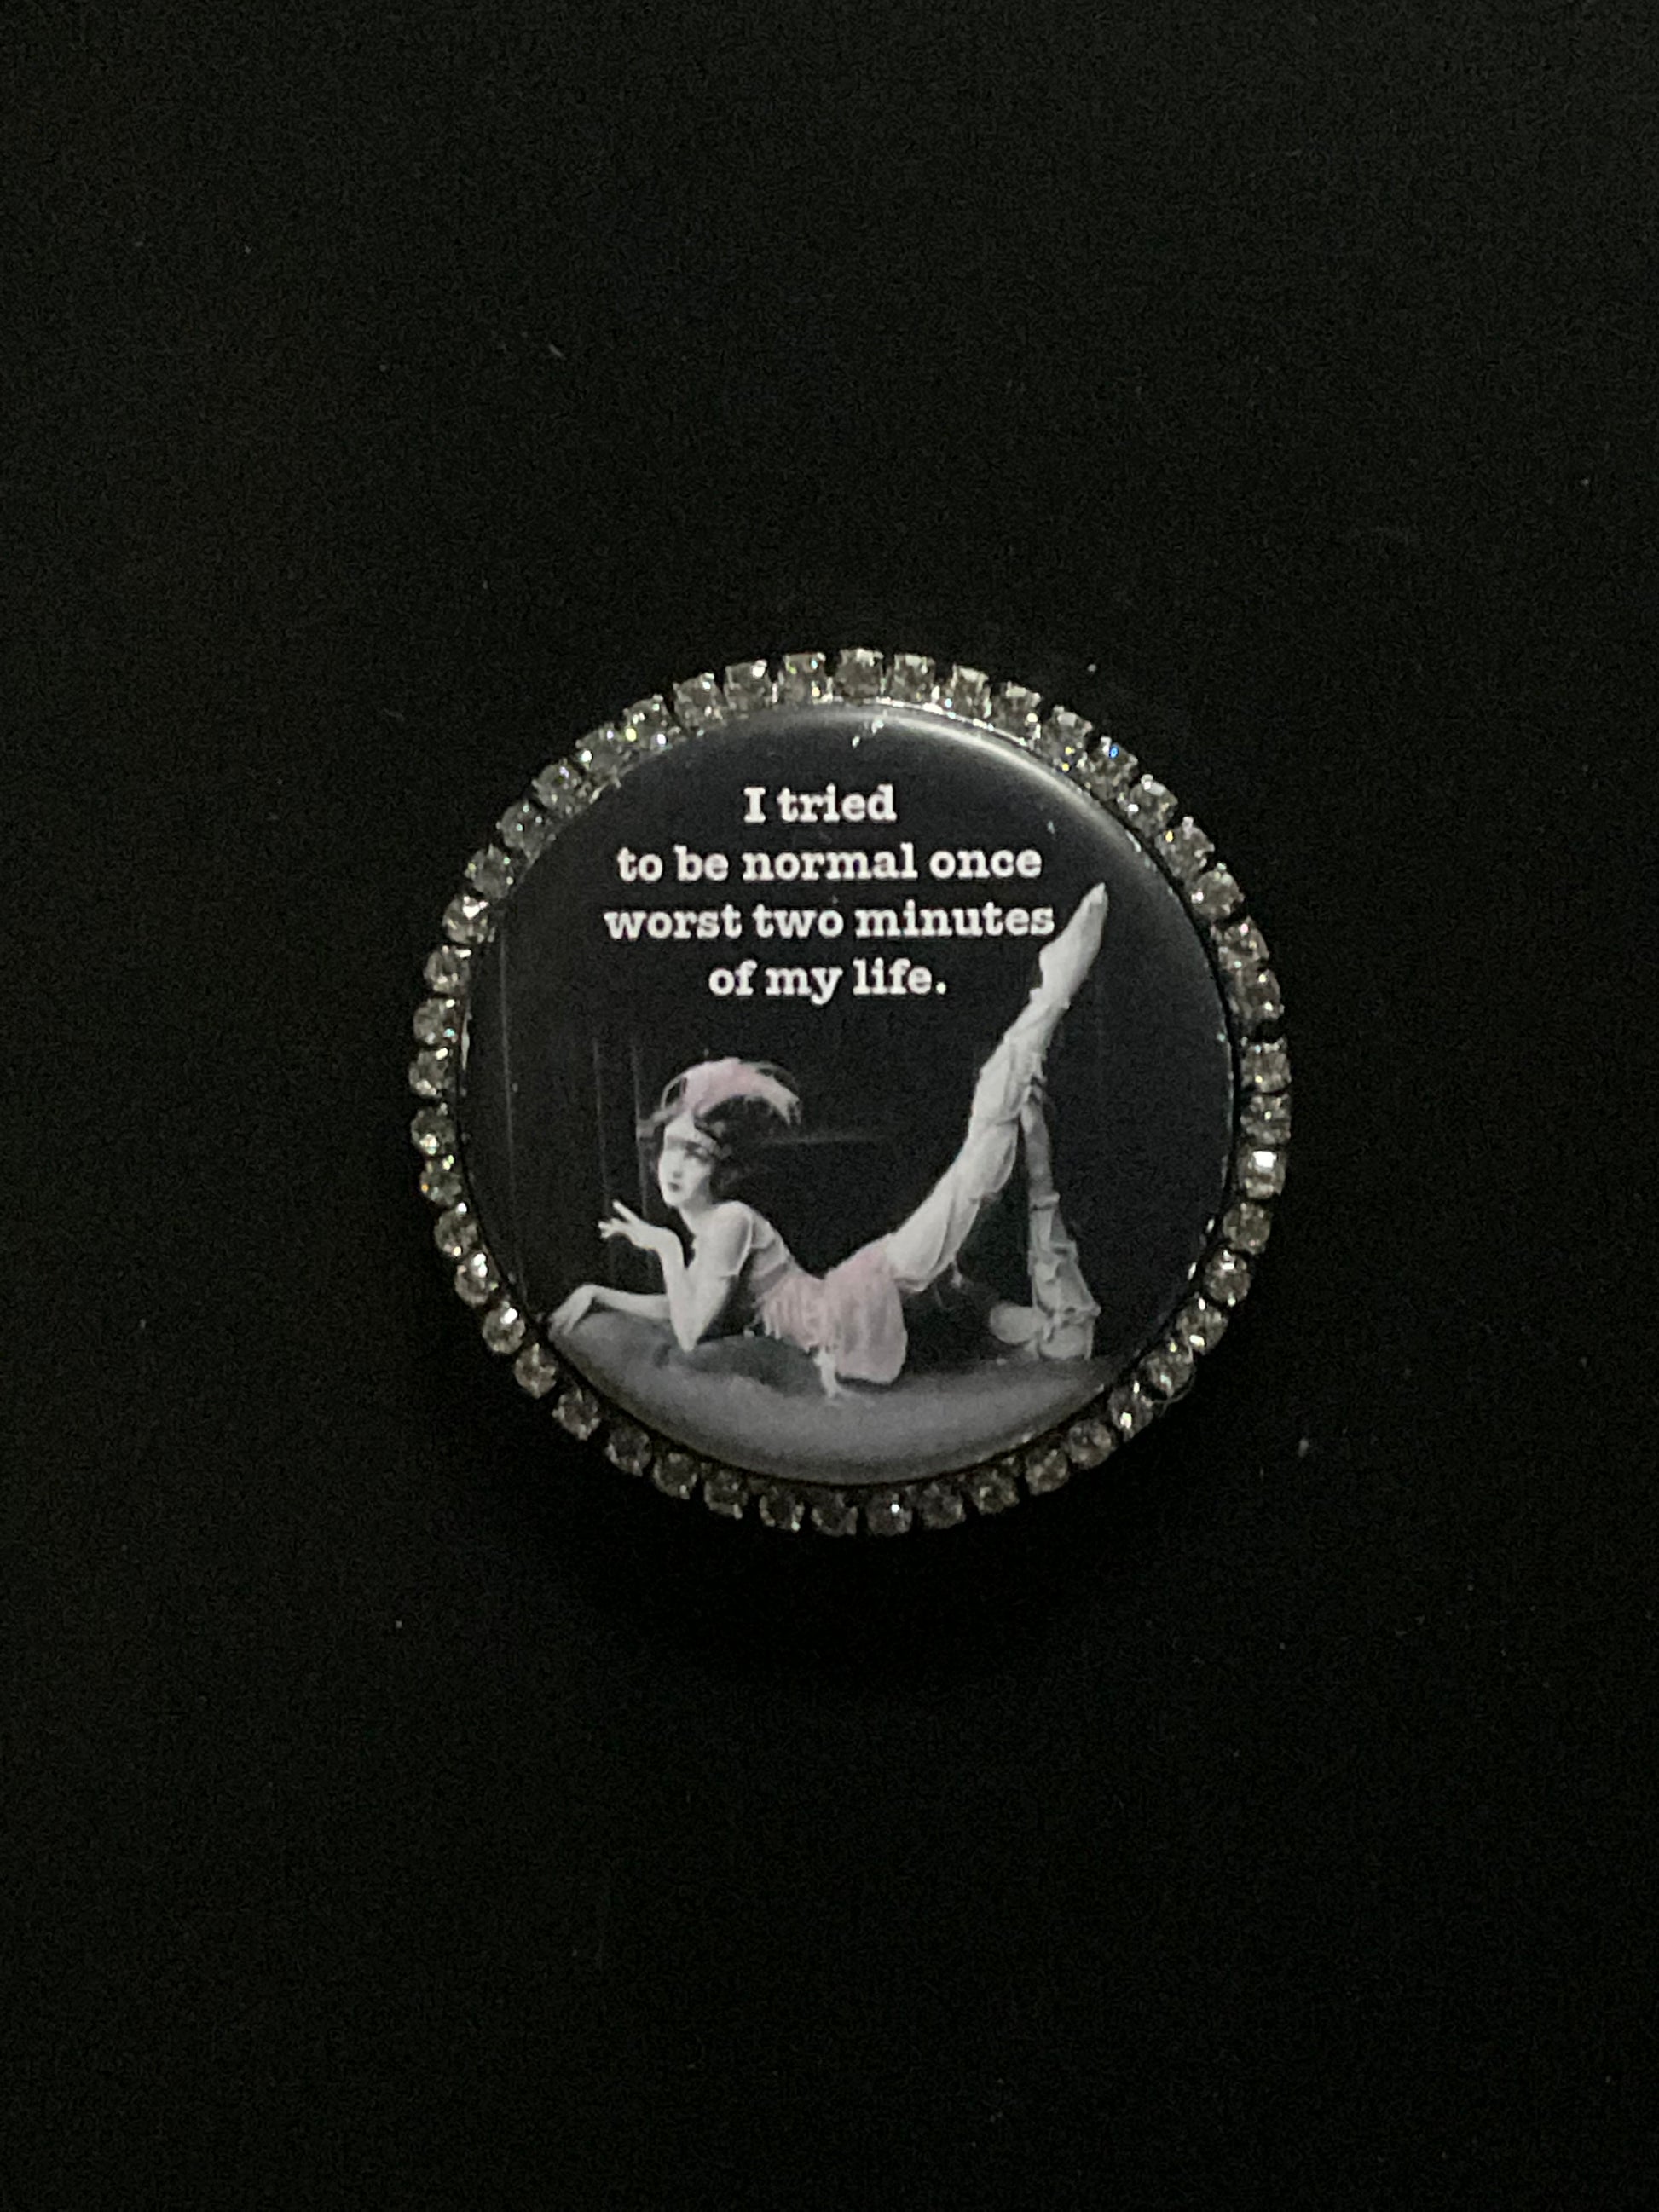 I tried
to be normal once
worst two minutes
of my life.